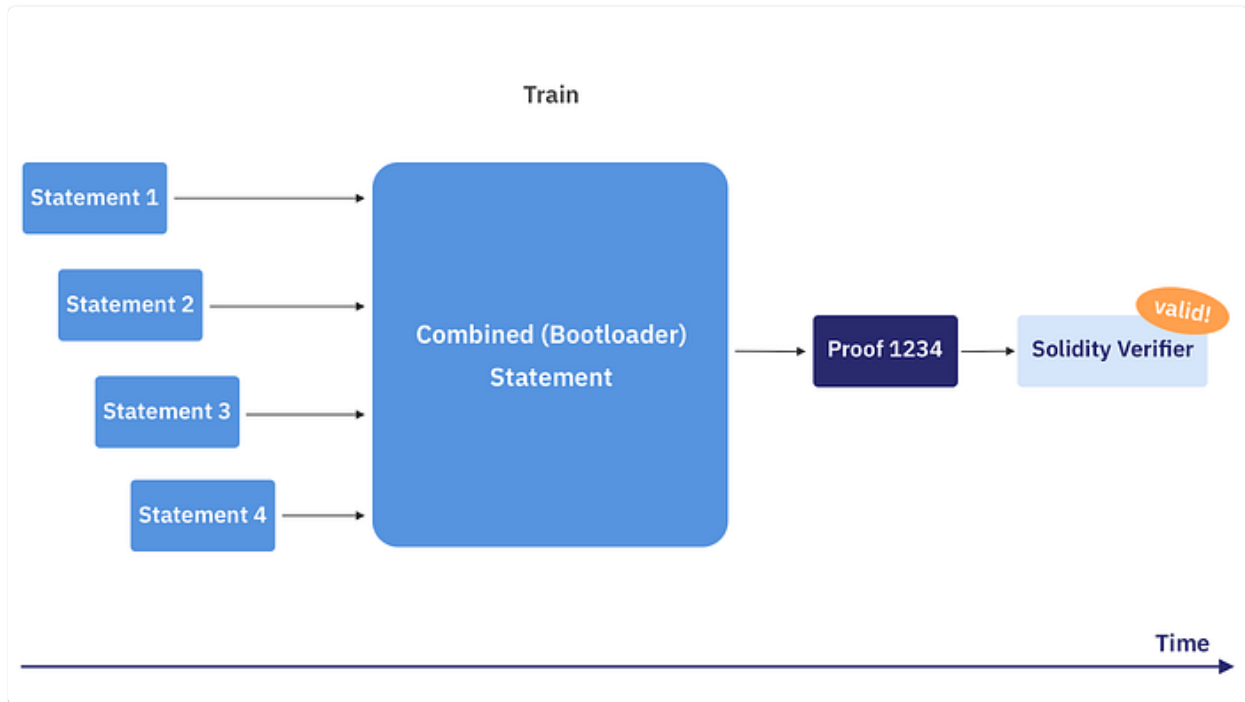 Train
Statement 1
Statement 2
Statement 3
Statement 4
Combined (Bootloader)
Statement
Proof 1234
valid!
Solidity Verifier
Time